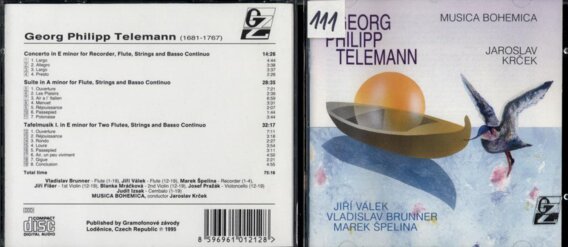 Georg Philipp Telemann (1681-1767)
GZ
Concerto in E minor for Recorder, Flute, Strings and Basso Continuo 14:26
1. Largo 4:44
2. Allegro
3. Largo
4. Presto
Suite in A minor for Flute, Strings and Basso Continuo 28:35
1. Ouverture 7:21
2. Les Plaisirs
3. Air a l' Italien
4. Menuet
5. Réjouissance
6. Passepied
7. Polonaise
Tafelmusik I. in E minor for Two Flutes, Strings and Basso Continuo 32:17
1. Ouverture
2. Réjouissance
3. Rondo
4. Loure
5. Passepied
6. Air, un peu vivement
7. Gigue
8. Conclusion
Total time 75:16
Vladislav Brunner - Flute (1-19), Jiří Válek - Flute (12-19), Marek Špelina - Recorder (1-4),
Jiří Fišer - 1st Violin (12-19), Blanka Mráčková - 2nd Violin (12-19), Josef Pražák - Violoncello (12-19)
Judit Izsak - Cembalo (1-19)
MUSICA BOHEMICA, conductor Jaroslav Krček
COMPACT
disc
DIGITAL AUDIO
Published by Gramofonové závody
Loděnice, Czech Republic ℗ 1995
8 596961 012128
111
GEORG
PHILIPP
TELEMANN
MUSICA BOHEMICA
JAROSLAV
KRČEK
JIŘÍ VÁLEK
VLADISLAV BRUNNER
MAREK ŠPELINA
GZ